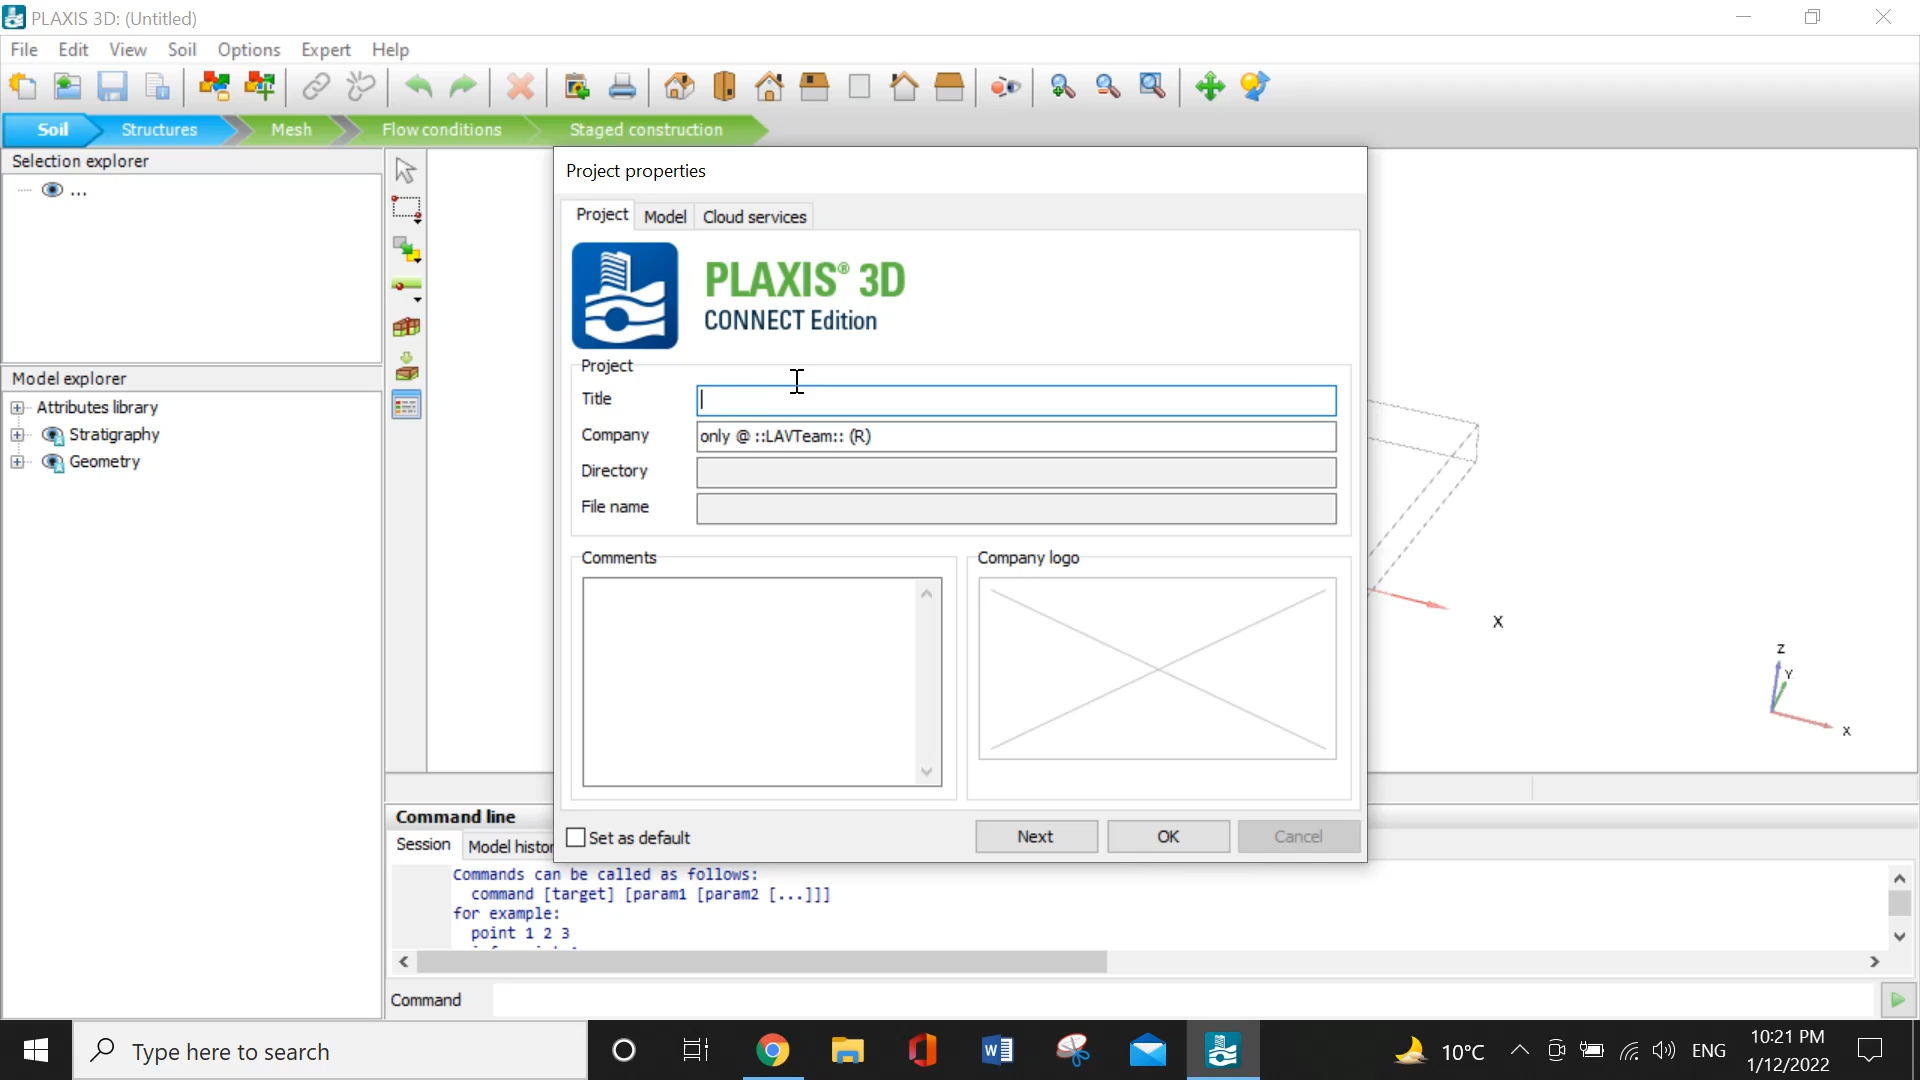 PLAXIS 3D: (Untitled)
File Edit View Soil Options Expert Help
Soil Structures Mesh Flow conditions Staged construction
Selection explorer
...
Model explorer
Attributes library
Stratigraphy
Geometry
Project properties
Project Model Cloud services
PLAXIS® 3D
CONNECT Edition
Project
Title
Company only @ ::LAVTeam:: (R)
Directory
File name
Comments
Company logo
Set as default Next OK Cancel
X
Z
Y
X
Command line
Session Model histor
Commands can be called as follows:
command [target] [param1 [param2 [...]]]
for example:
point 1 2 3
Command
Type here to search
10°C ENG
10:21 PM
1/12/2022